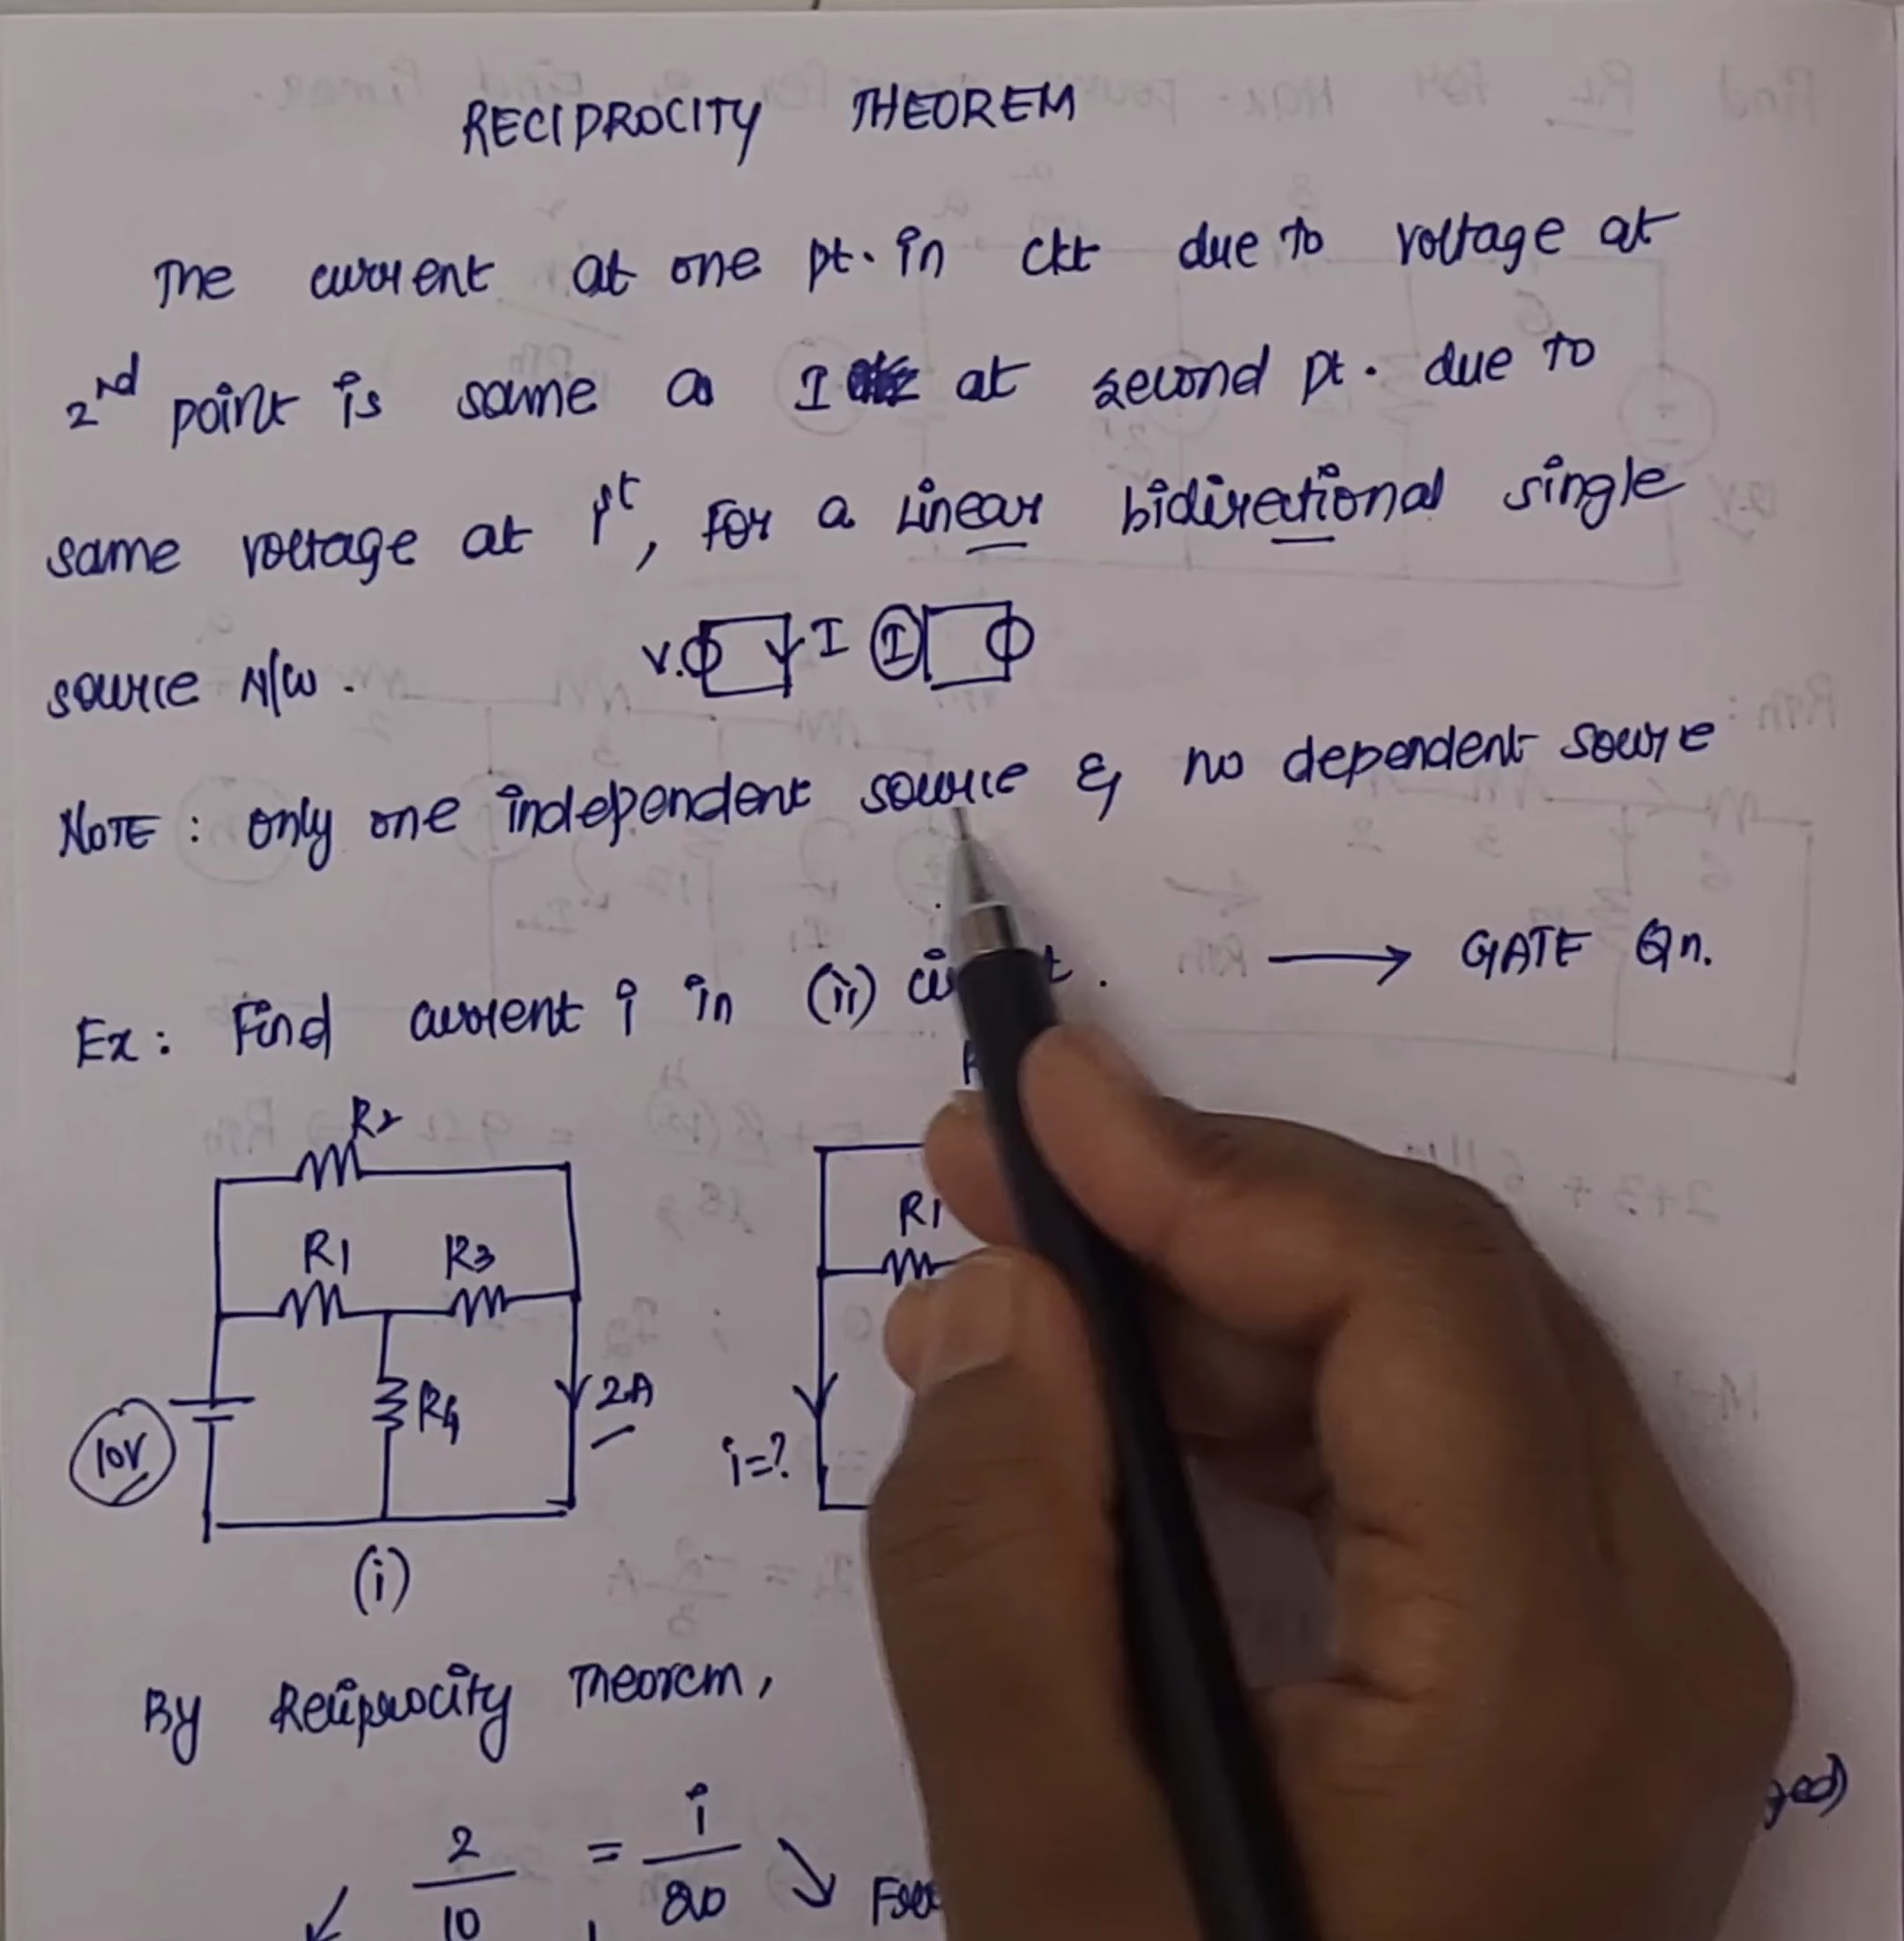 RECIPROCITY THEOREM
The current at one pt. in ckt due to voltage at
2nd point is same as I at second pt. due to
same voltage at 1st, For a Linear bidirectional single
source N/W.
V. I I
NOTE: only one independent source & no dependent source
Ex: Find current i in (ii) → GATE Qn.
R2
R1 R3 R1
10V R4 2A i=?
(i)
By Reciprocity Theorem,
2/10 = i/20